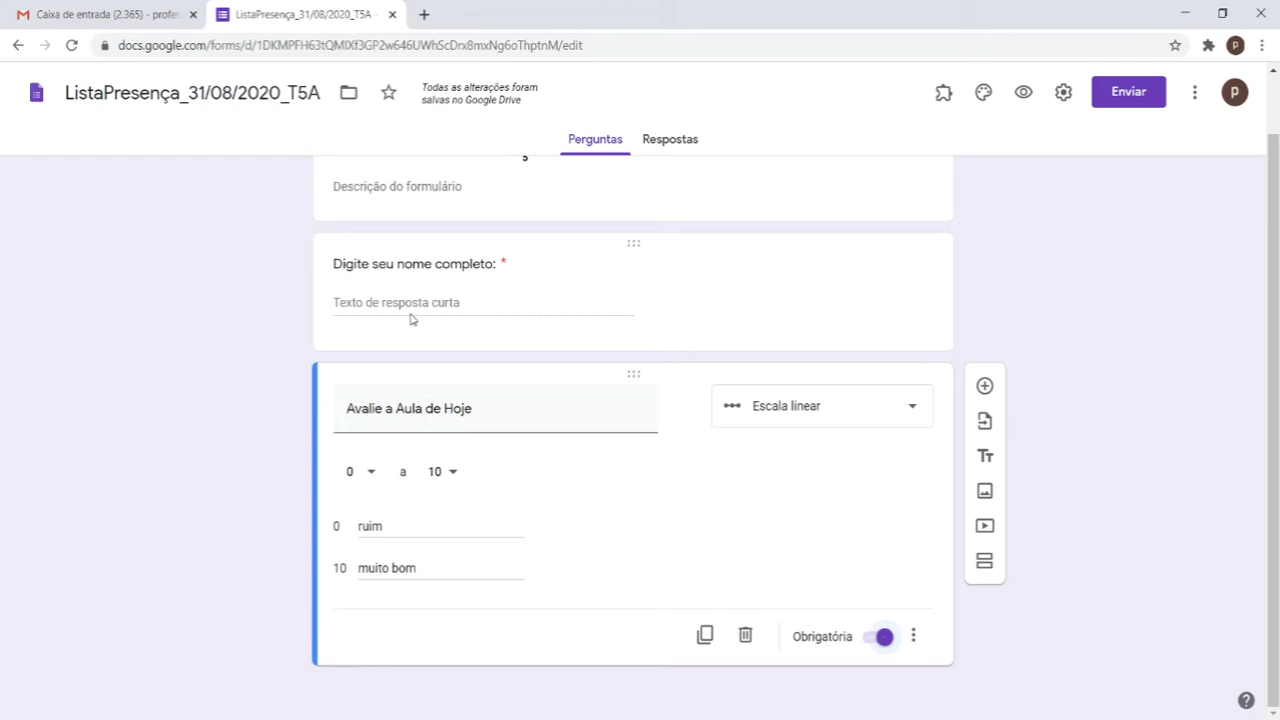 Caixa de entrada (2.365) - profes
ListaPresença_31/08/2020_T5A -
docs.google.com/forms/d/1DKMPFH63tQMIXf3GP2w646UWhScDrx8mxNg6oThptnM/edit
P
ListaPresença_31/08/2020_T5A
Todas as alterações foram
salvas no Google Drive
Enviar
P
Perguntas Respostas
Descrição do formulário
Digite seu nome completo: *
Texto de resposta curta
Avalie a Aula de Hoje
Escala linear
0 a 10
0 ruim
10 muito bom
Obrigatória